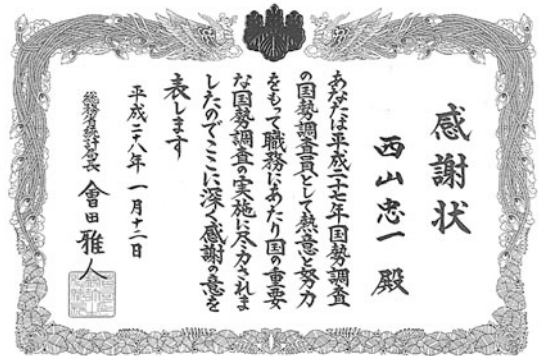 感謝状
西山忠一 殿
あなたは平成二十七年国勢調査
の国勢調査員として熱意と努力
をもって職務にあたり国の重要
な国勢調査の実施に尽力されま
したのでここに深く感謝の意を
表します
平成二十八年 一月十二日
総務省統計局長 會田雅人